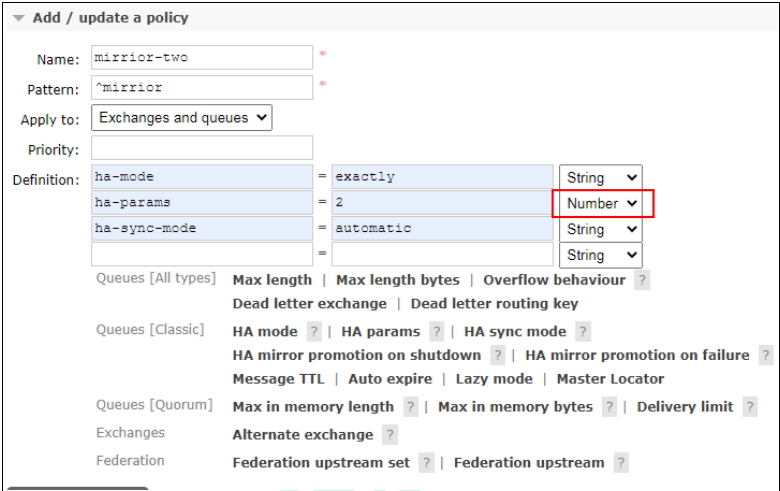 Add / update a policy
Name: mirrior-two *
Pattern: ^mirrior *
Apply to: Exchanges and queues
Priority:
Definition: ha-mode = exactly String
ha-params = 2 Number
ha-sync-mode = automatic String
= String
Queues [All types] Max length | Max length bytes | Overflow behaviour ?
Dead letter exchange | Dead letter routing key
Queues [Classic] HA mode ? | HA params ? | HA sync mode ?
HA mirror promotion on shutdown ? | HA mirror promotion on failure ?
Message TTL | Auto expire | Lazy mode | Master Locator
Queues [Quorum] Max in memory length ? | Max in memory bytes ? | Delivery limit ?
Exchanges Alternate exchange ?
Federation Federation upstream set ? | Federation upstream ?